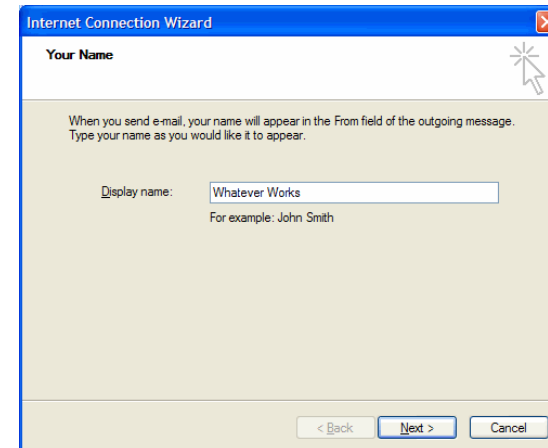 Internet Connection Wizard
Your Name
When you send e-mail, your name will appear in the From field of the outgoing message.
Type your name as you would like it to appear.
Display name: Whatever Works
For example: John Smith
< Back Next > Cancel